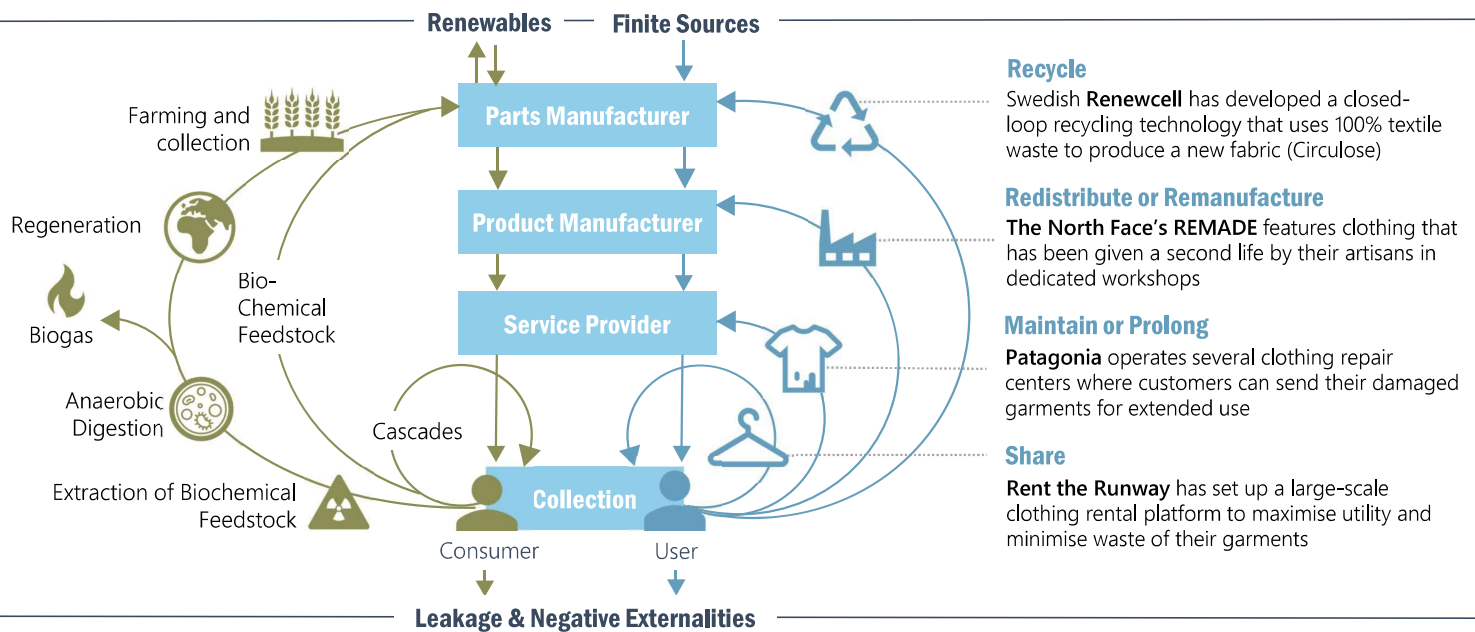 Renewables
Finite Sources
Farming and
collection
Regeneration
Biogas
Bio-
Chemical
Feedstock
Anaerobic
Digestion
Cascades
Extraction of Biochemical
Feedstock
Parts Manufacturer
Product Manufacturer
Service Provider
Collection
Consumer
User
Leakage & Negative Externalities
Recycle
Swedish Renewcell has developed a closed-
loop recycling technology that uses 100% textile
waste to produce a new fabric (Circulose)
Redistribute or Remanufacture
The North Face's REMADE features clothing that
has been given a second life by their artisans in
dedicated workshops
Maintain or Prolong
Patagonia operates several clothing repair
centers where customers can send their damaged
garments for extended use
Share
Rent the Runway has set up a large-scale
clothing rental platform to maximise utility and
minimise waste of their garments